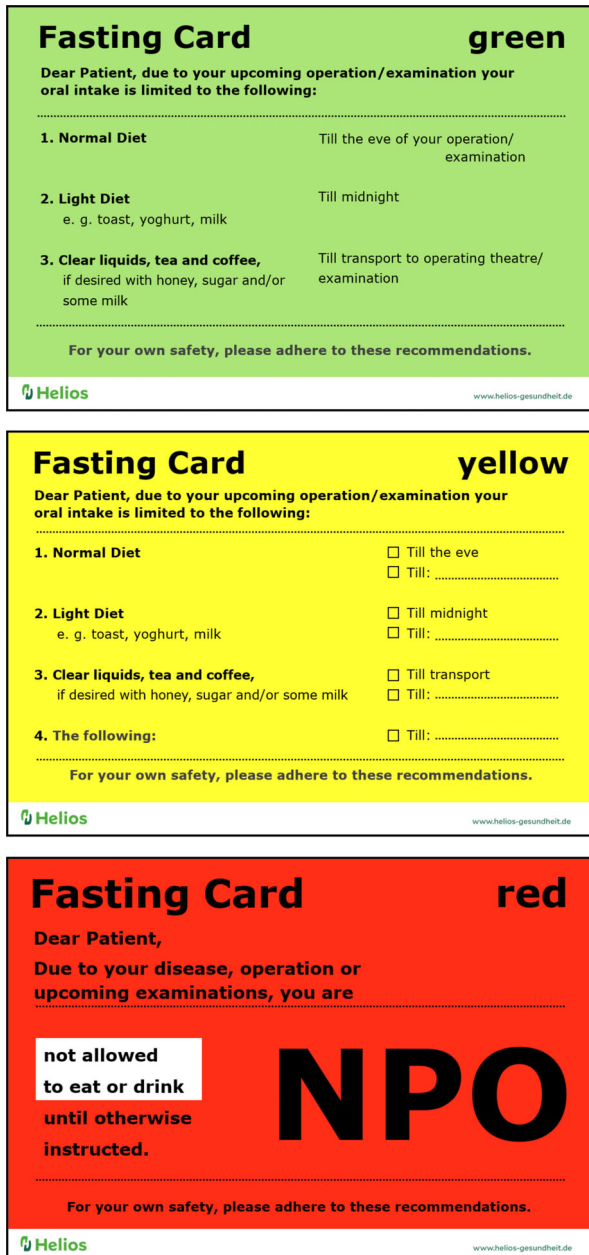 Fasting Card green
Dear Patient, due to your upcoming operation/examination your
oral intake is limited to the following:
1. Normal Diet Till the eve of your operation/
examination
2. Light Diet Till midnight
e. g. toast, yoghurt, milk
3. Clear liquids, tea and coffee, Till transport to operating theatre/
if desired with honey, sugar and/or examination
some milk
For your own safety, please adhere to these recommendations.
Helios www.helios-gesundheit.de
Fasting Card yellow
Dear Patient, due to your upcoming operation/examination your
oral intake is limited to the following:
1. Normal Diet ☐ Till the eve
☐ Till: ..............................
2. Light Diet ☐ Till midnight
e. g. toast, yoghurt, milk ☐ Till: ..............................
3. Clear liquids, tea and coffee, ☐ Till transport
if desired with honey, sugar and/or some milk ☐ Till: ..............................
4. The following: ☐ Till: ..............................
For your own safety, please adhere to these recommendations.
Helios www.helios-gesundheit.de
Fasting Card red
Dear Patient,
Due to your disease, operation or
upcoming examinations, you are
not allowed
to eat or drink
until otherwise
instructed.
NPO
For your own safety, please adhere to these recommendations.
Helios www.helios-gesundheit.de